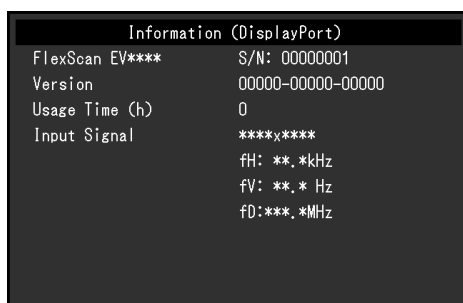 Information (DisplayPort)
FlexScan EV**** S/N: 00000001
Version 00000-00000-00000
Usage Time (h) 0
Input Signal ****x****
fH: **.*kHz
fV: **.* Hz
fD:***.*MHz